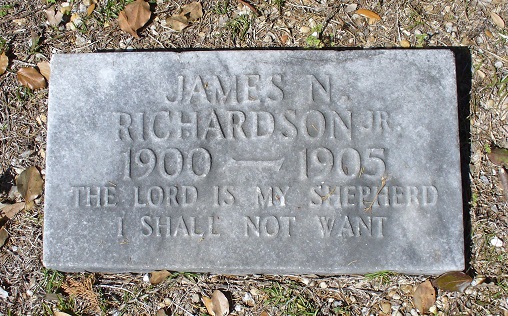 JAMES N.
RICHARDSON JR.
1900 — 1905
THE LORD IS MY SHEPHERD
I SHALL NOT WANT